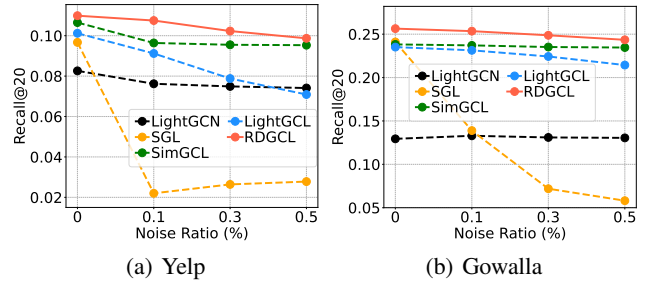 Recall@20
0.10
0.08
0.06
0.04
0.02
0 0.1 0.3 0.5
Noise Ratio (%)
LightGCN LightGCL
SGL RDGCL
SimGCL
(a) Yelp
Recall@20
0.25
0.20
0.15
0.10
0.05
0 0.1 0.3 0.5
Noise Ratio (%)
LightGCN LightGCL
SGL RDGCL
SimGCL
(b) Gowalla